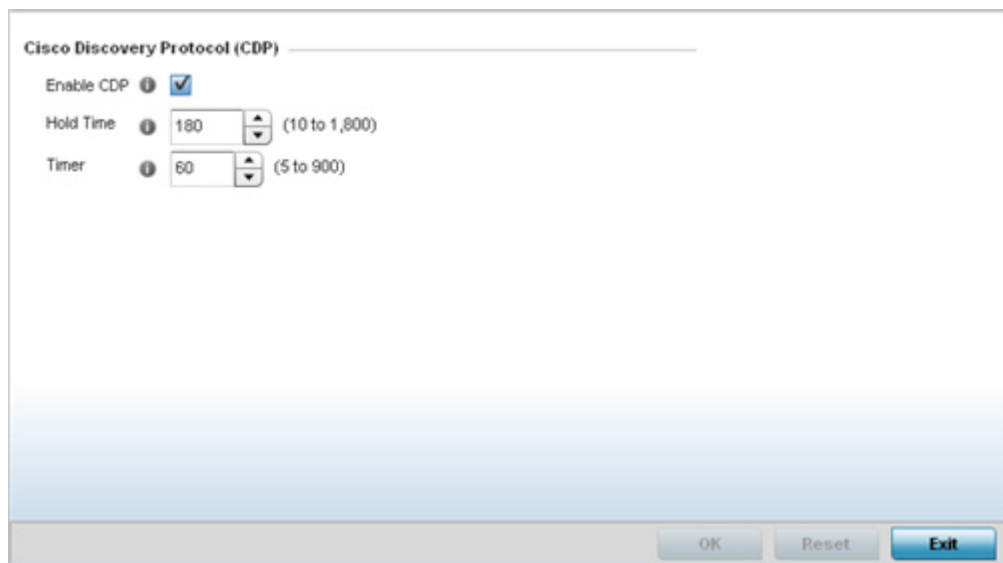 Cisco Discovery Protocol (CDP)
Enable CDP
Hold Time 180 (10 to 1,800)
Timer 60 (5 to 900)
OK Reset Exit